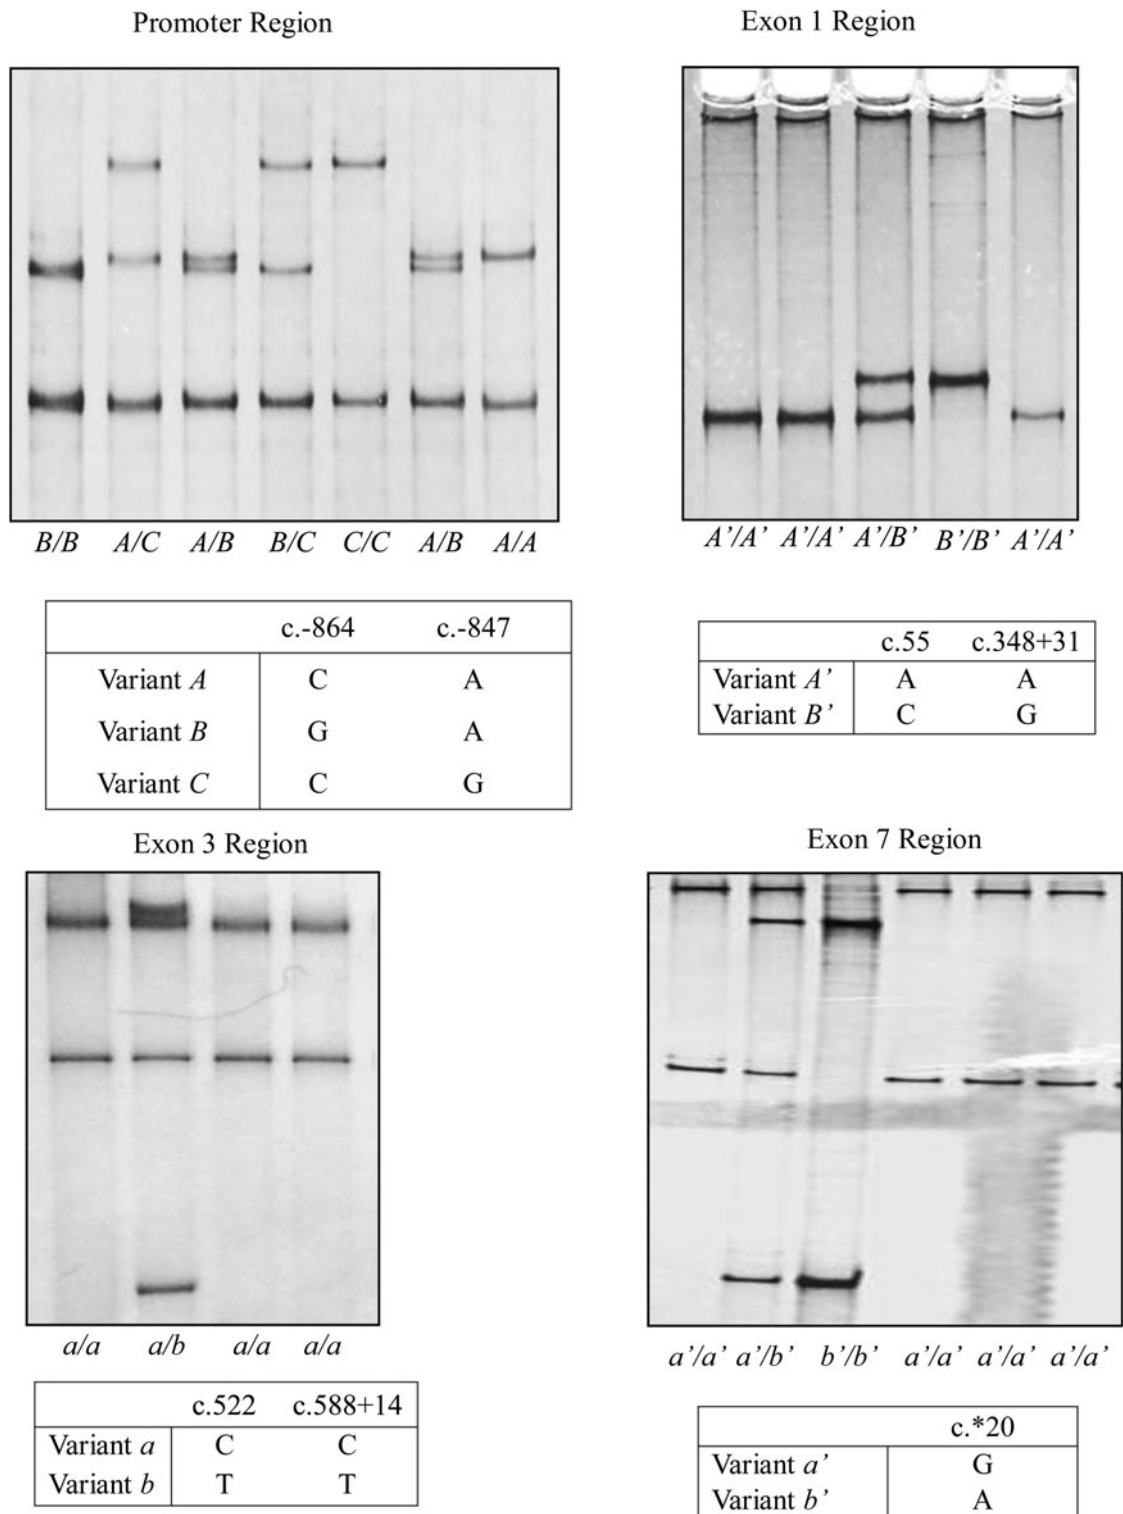 Promoter Region
B/B A/C A/B B/C C/C A/B A/A
c.-864 c.-847
Variant A C A
Variant B G A
Variant C C G
Exon 1 Region
A’/A’ A’/A’ A’/B’ B’/B’ A’/A’
c.55 c.348+31
Variant A’ A A
Variant B’ C G
Exon 3 Region
a/a a/b a/a a/a
c.522 c.588+14
Variant a C C
Variant b T T
Exon 7 Region
a’/a’ a’/b’ b’/b’ a’/a’ a’/a’ a’/a’
c.*20
Variant a’ G
Variant b’ A